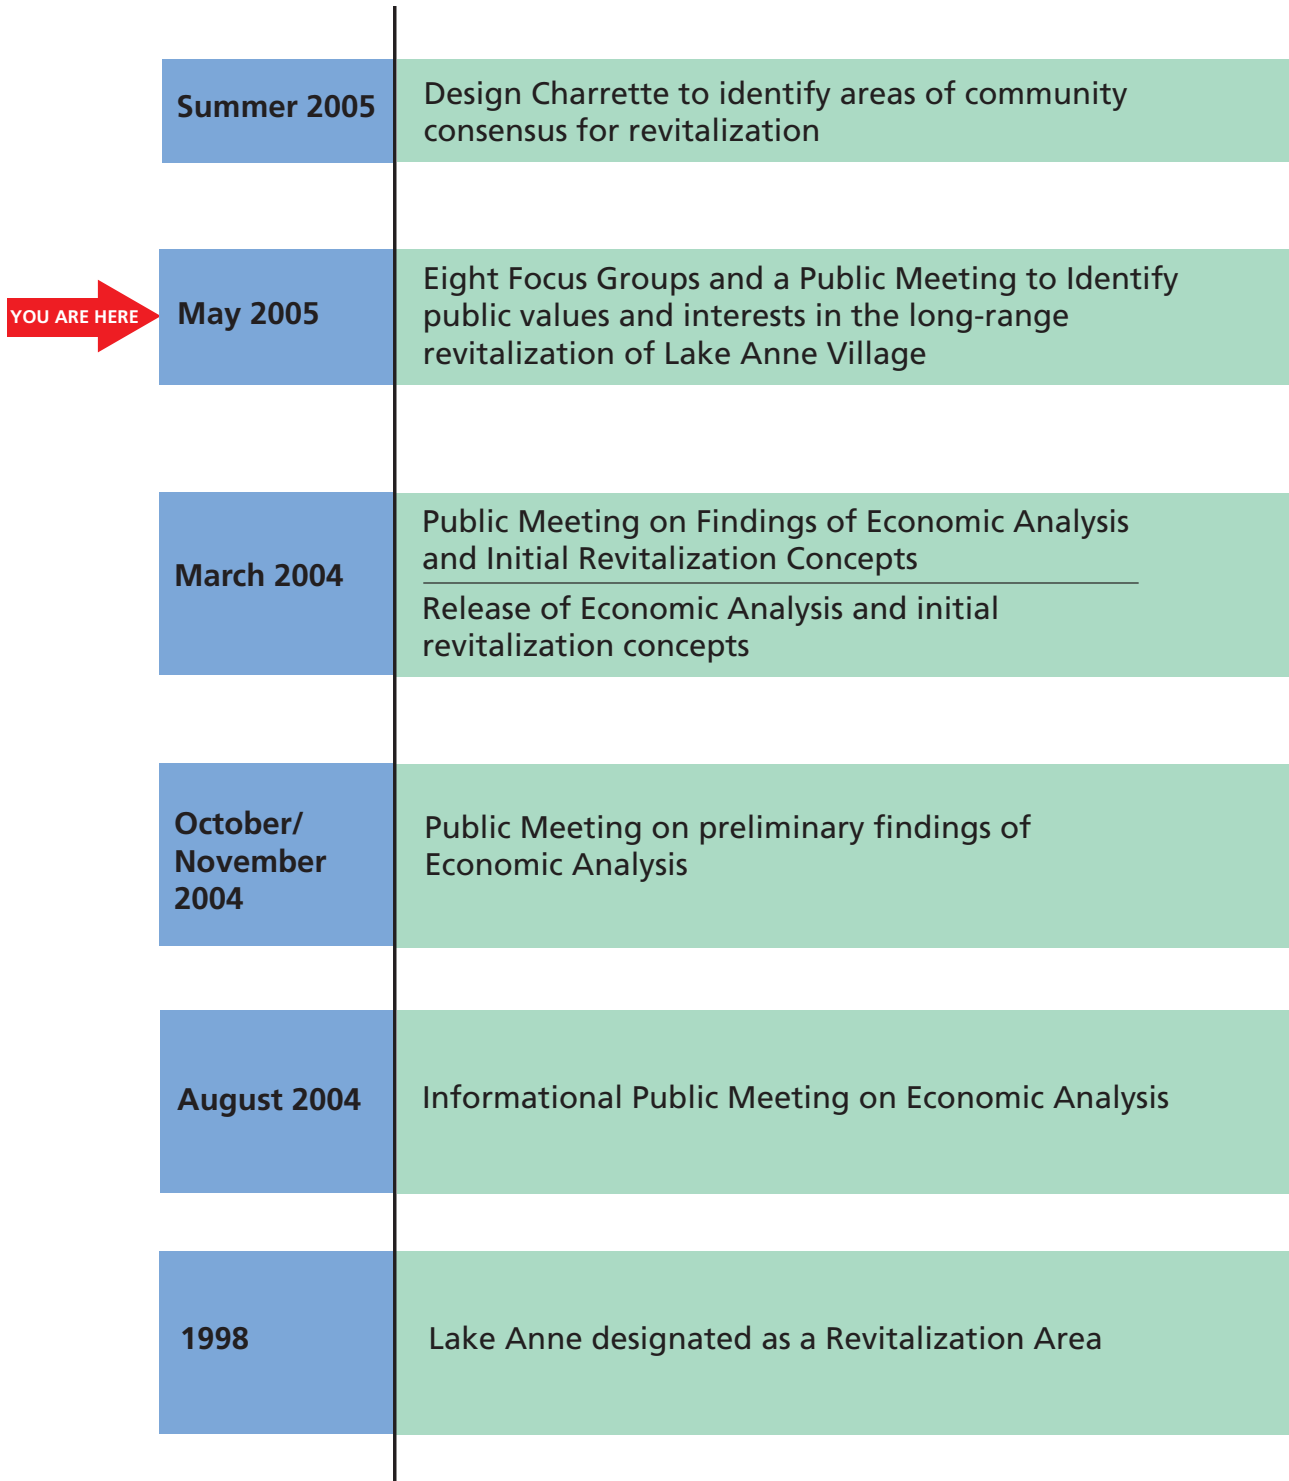 Summer 2005
Design Charrette to identify areas of community
consensus for revitalization
YOU ARE HERE
May 2005
Eight Focus Groups and a Public Meeting to Identify
public values and interests in the long-range
revitalization of Lake Anne Village
March 2004
Public Meeting on Findings of Economic Analysis
and Initial Revitalization Concepts
Release of Economic Analysis and initial
revitalization concepts
October/
November
2004
Public Meeting on preliminary findings of
Economic Analysis
August 2004
Informational Public Meeting on Economic Analysis
1998
Lake Anne designated as a Revitalization Area